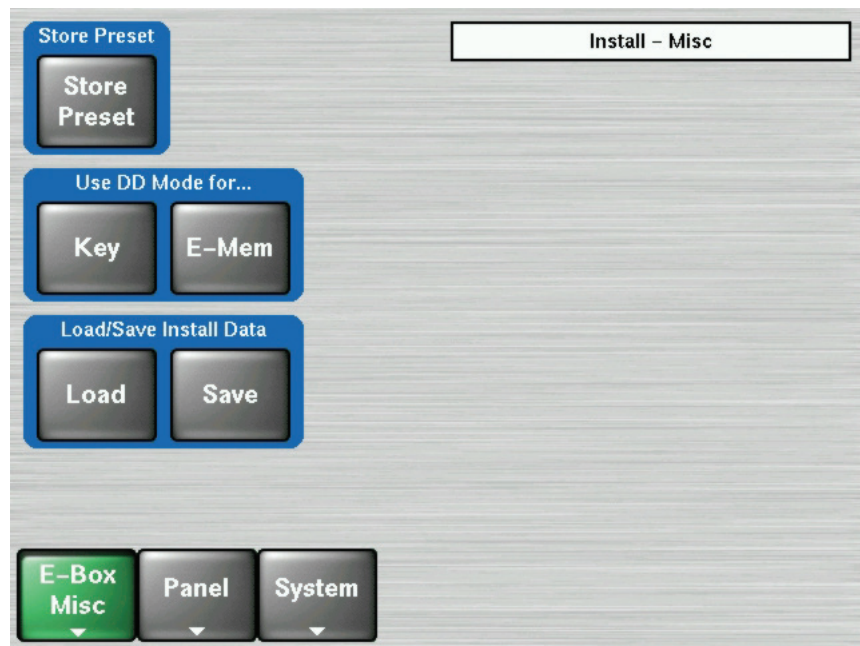 Store Preset
Install – Misc
Store
Preset
Use DD Mode for...
Key
E–Mem
Load/Save Install Data
Load
Save
E–Box
Misc
Panel
System